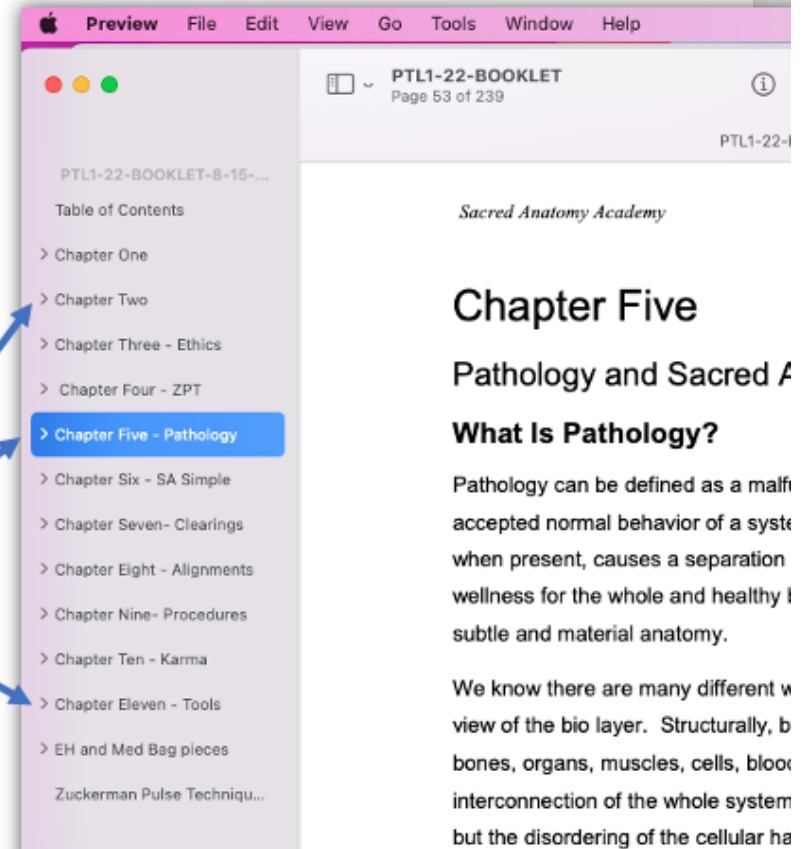 Preview File Edit View Go Tools Window Help
PTL1-22-BOOKLET
Page 53 of 239
PTL1-22-
PTL1-22-BOOKLET-8-15-...
Table of Contents
Chapter One
Chapter Two
Chapter Three - Ethics
Chapter Four - ZPT
Chapter Five - Pathology
Chapter Six - SA Simple
Chapter Seven- Clearings
Chapter Eight - Alignments
Chapter Nine- Procedures
Chapter Ten - Karma
Chapter Eleven - Tools
EH and Med Bag pieces
Zuckerman Pulse Techniqu...
Sacred Anatomy Academy
Chapter Five
Pathology and Sacred
What Is Pathology?
Pathology can be defined as a
accepted normal behavior of a
when present, causes a separation
wellness for the whole and healthy
subtle and material anatomy.
We know there are many different
view of the bio layer. Structurally,
bones, organs, muscles, cells,
interconnection of the whole system
but the disordering of the cellular